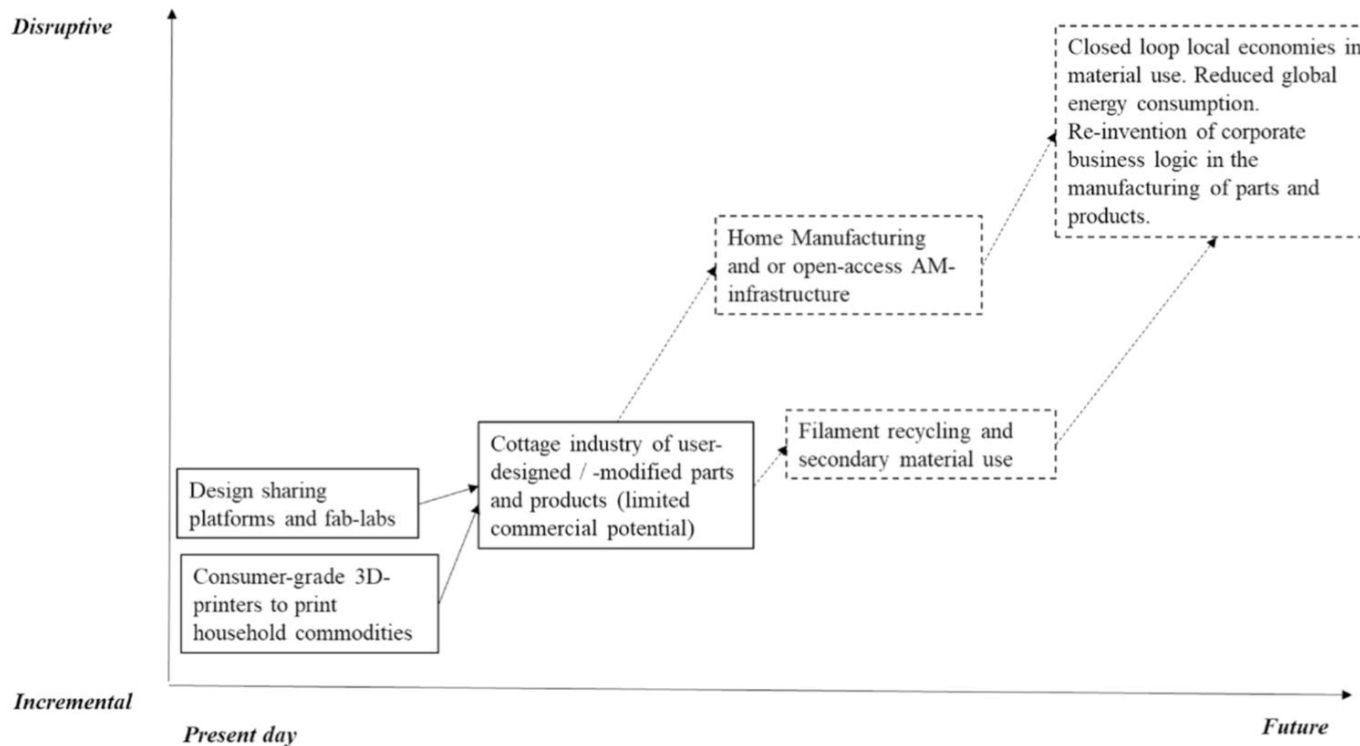 Disruptive
Closed loop local economies in
material use. Reduced global
energy consumption.
Re-invention of corporate
business logic in the
manufacturing of parts and
products.
Home Manufacturing
and or open-access AM-
infrastructure
Cottage industry of user-
designed / -modified parts
and products (limited
commercial potential)
Filament recycling and
secondary material use
Design sharing
platforms and fab-labs
Consumer-grade 3D-
printers to print
household commodities
Incremental
Present day
Future